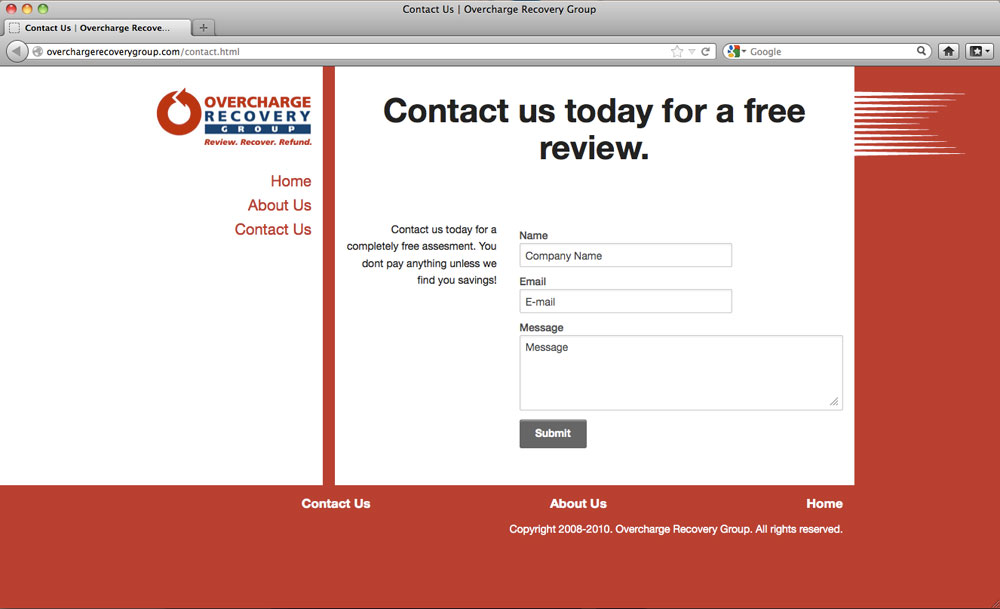 Contact Us | Overcharge Recovery Group
Contact Us | Overcharge Recove...
overchargerecoverygroup.com/contact.html
Google
OVERCHARGE
RECOVERY
GROUP
Review. Recover. Refund.
Home
About Us
Contact Us
Contact us today for a free
review.
Contact us today for a
completely free assesment. You
dont pay anything unless we
find you savings!
Name
Company Name
Email
E-mail
Message
Message
Submit
Contact Us About Us Home
Copyright 2008-2010. Overcharge Recovery Group. All rights reserved.